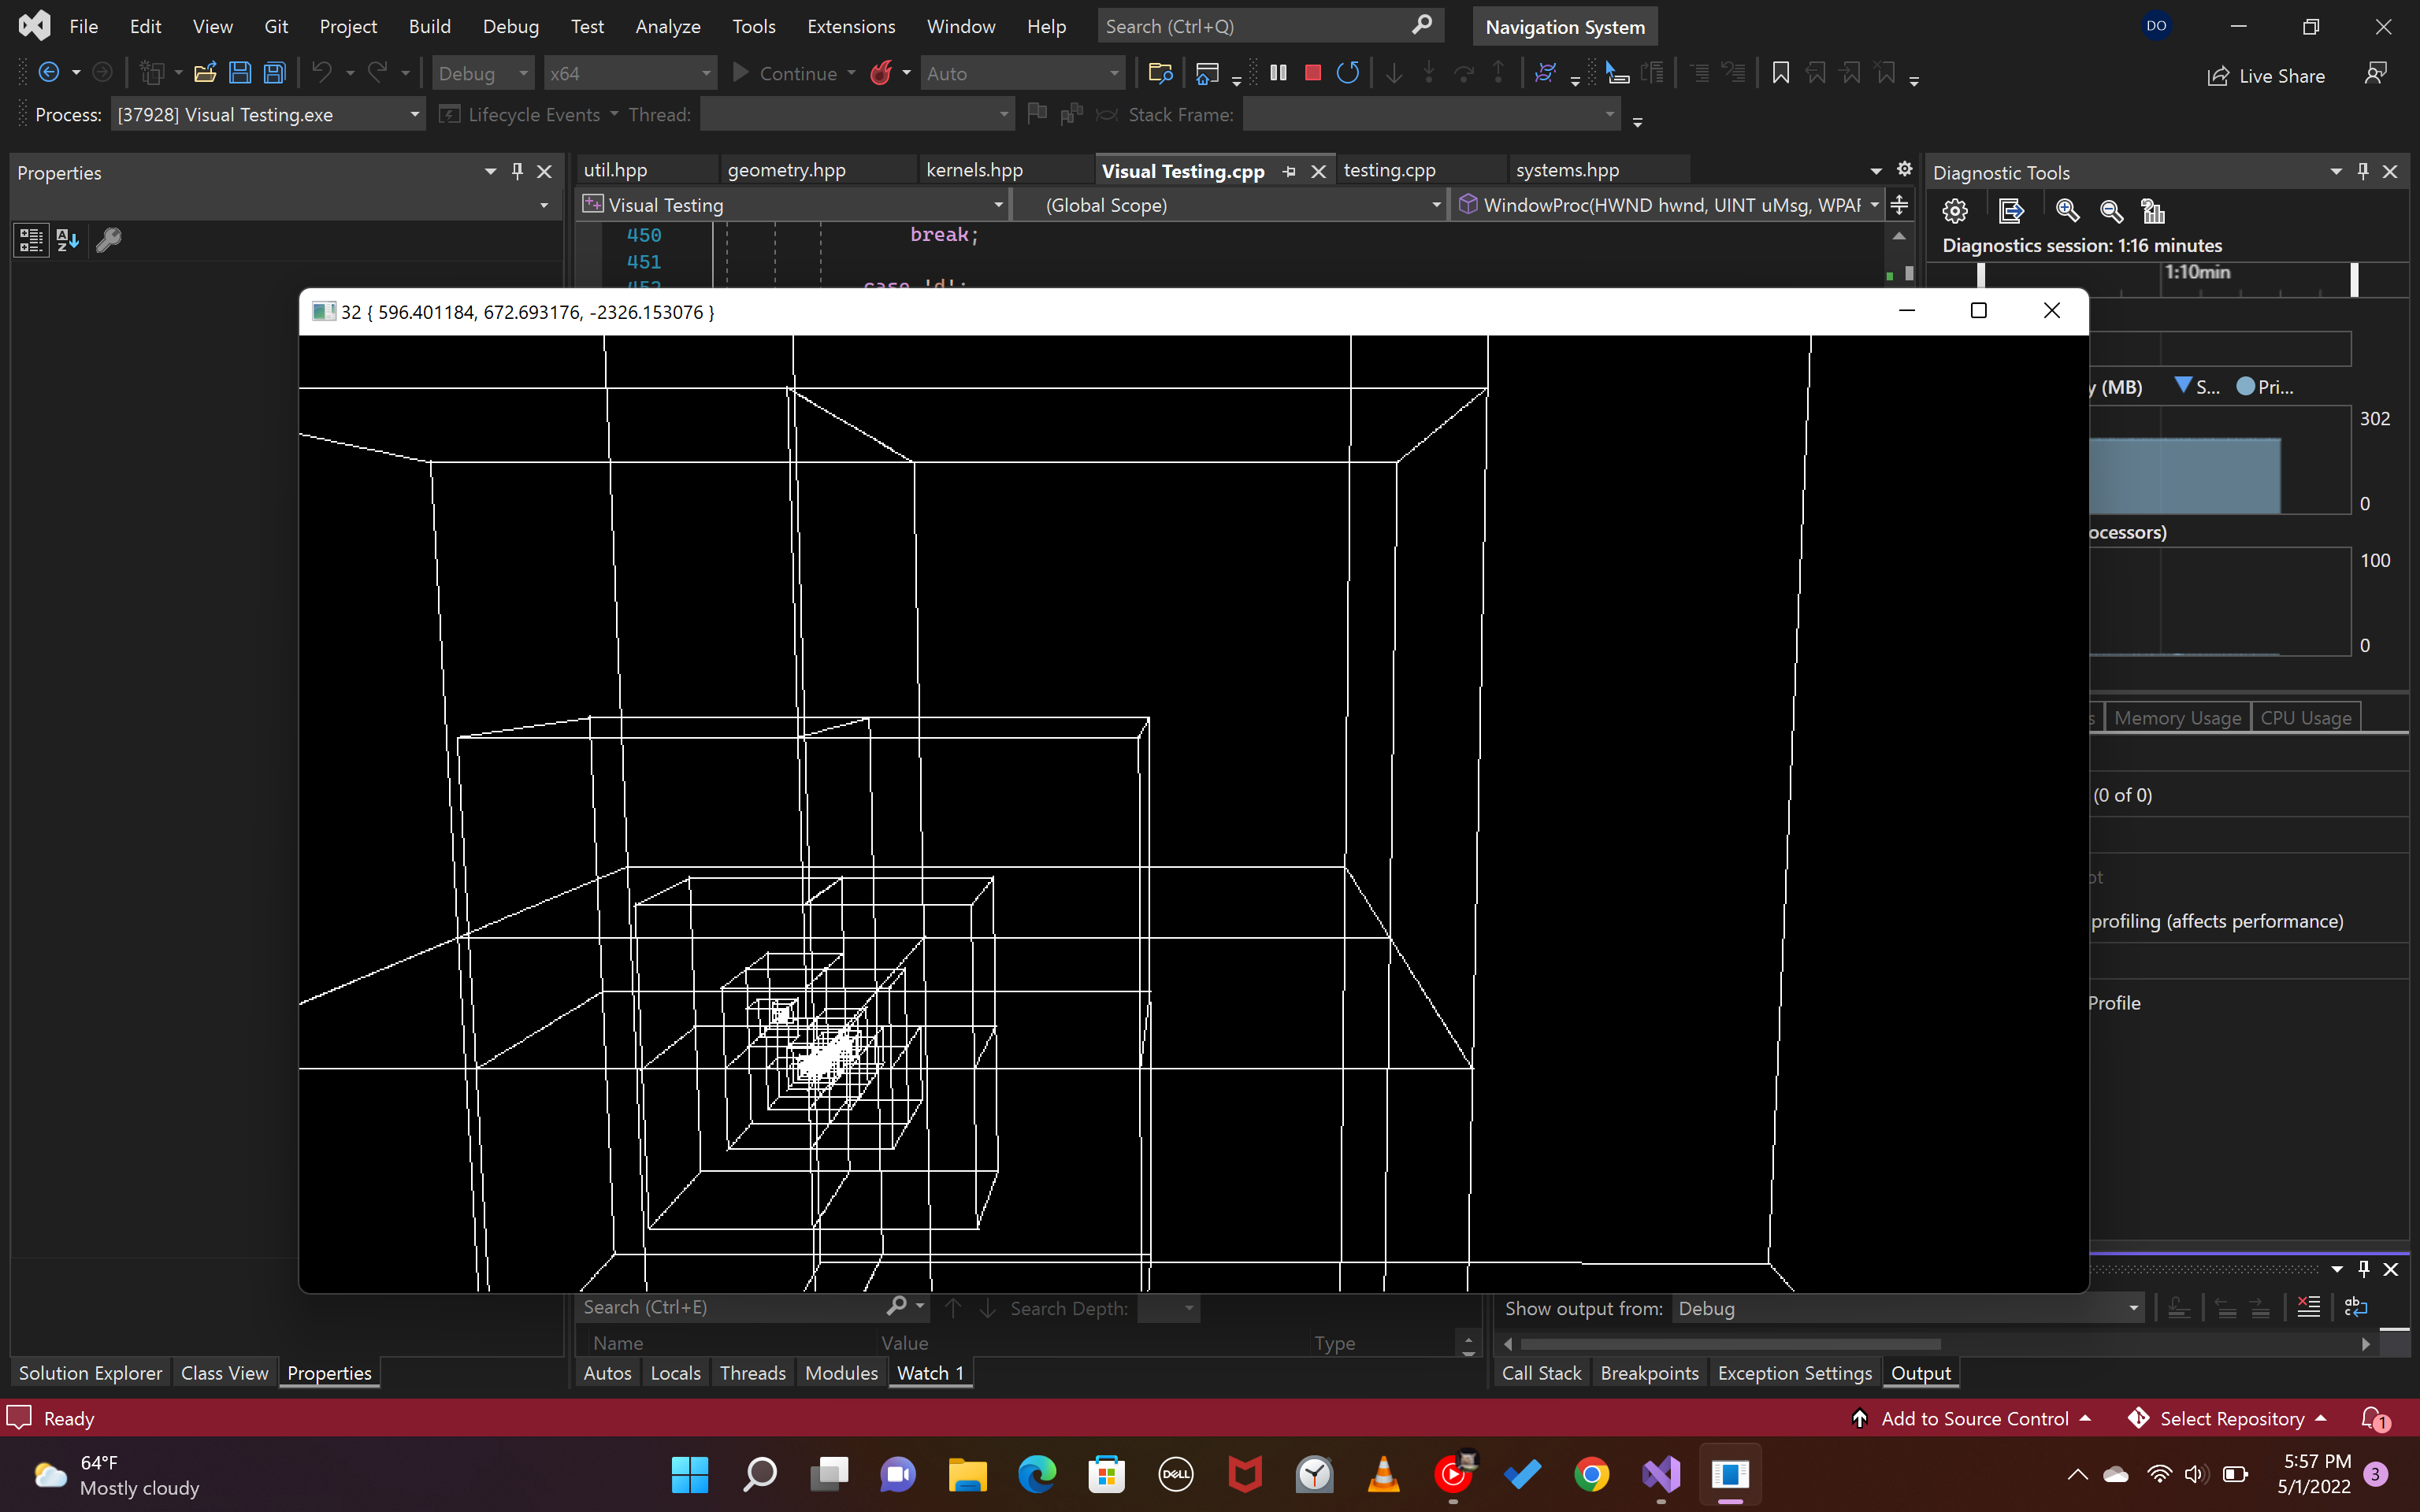 File Edit View Git Project Build Debug Test Analyze Tools Extensions Window Help Search (Ctrl+Q) Navigation System DO
Debug x64 Continue Auto Live Share
Process: [37928] Visual Testing.exe Lifecycle Events Thread: Stack Frame:
Properties
util.hpp geometry.hpp kernels.hpp Visual Testing.cpp testing.cpp systems.hpp
Diagnostic Tools
Visual Testing (Global Scope) WindowProc(HWND hwnd, UINT uMsg, WPAR
450 break;
451
Diagnostics session: 1:16 minutes
1:10min
32 { 596.401184, 672.693176, -2326.153076 }
y (MB) S... Pri...
302
0
ocessors)
100
0
s Memory Usage CPU Usage
(0 of 0)
ot
profiling (affects performance)
Profile
Search (Ctrl+E) Search Depth:
Name Value Type
Show output from: Debug
Solution Explorer Class View Properties
Autos Locals Threads Modules Watch 1
Call Stack Breakpoints Exception Settings Output
Ready Add to Source Control Select Repository 1
64°F
Mostly cloudy
DELL
5:57 PM
5/1/2022
3